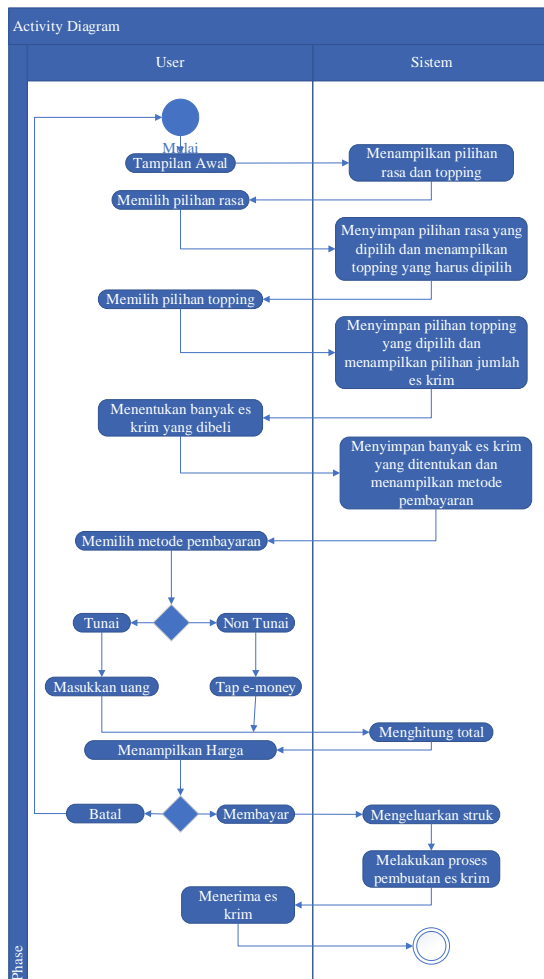 Activity Diagram
User
Sistem
Mulai
Tampilan Awal
Menampilkan pilihan
rasa dan topping
Memilih pilihan rasa
Menyimpan pilihan rasa yang
dipilih dan menampilkan
topping yang harus dipilih
Memilih pilihan topping
Menyimpan pilihan topping
yang dipilih dan
menampilkan pilihan jumlah
es krim
Menentukan banyak es
krim yang dibeli
Menyimpan banyak es krim
yang ditentukan dan
menampilkan metode
pembayaran
Memilih metode pembayaran
Tunai
Non Tunai
Masukkan uang
Tap e-money
Menghitung total
Menampilkan Harga
Batal
Membayar
Mengeluarkan struk
Melakukan proses
pembuatan es krim
Menerima es
krim
Phase